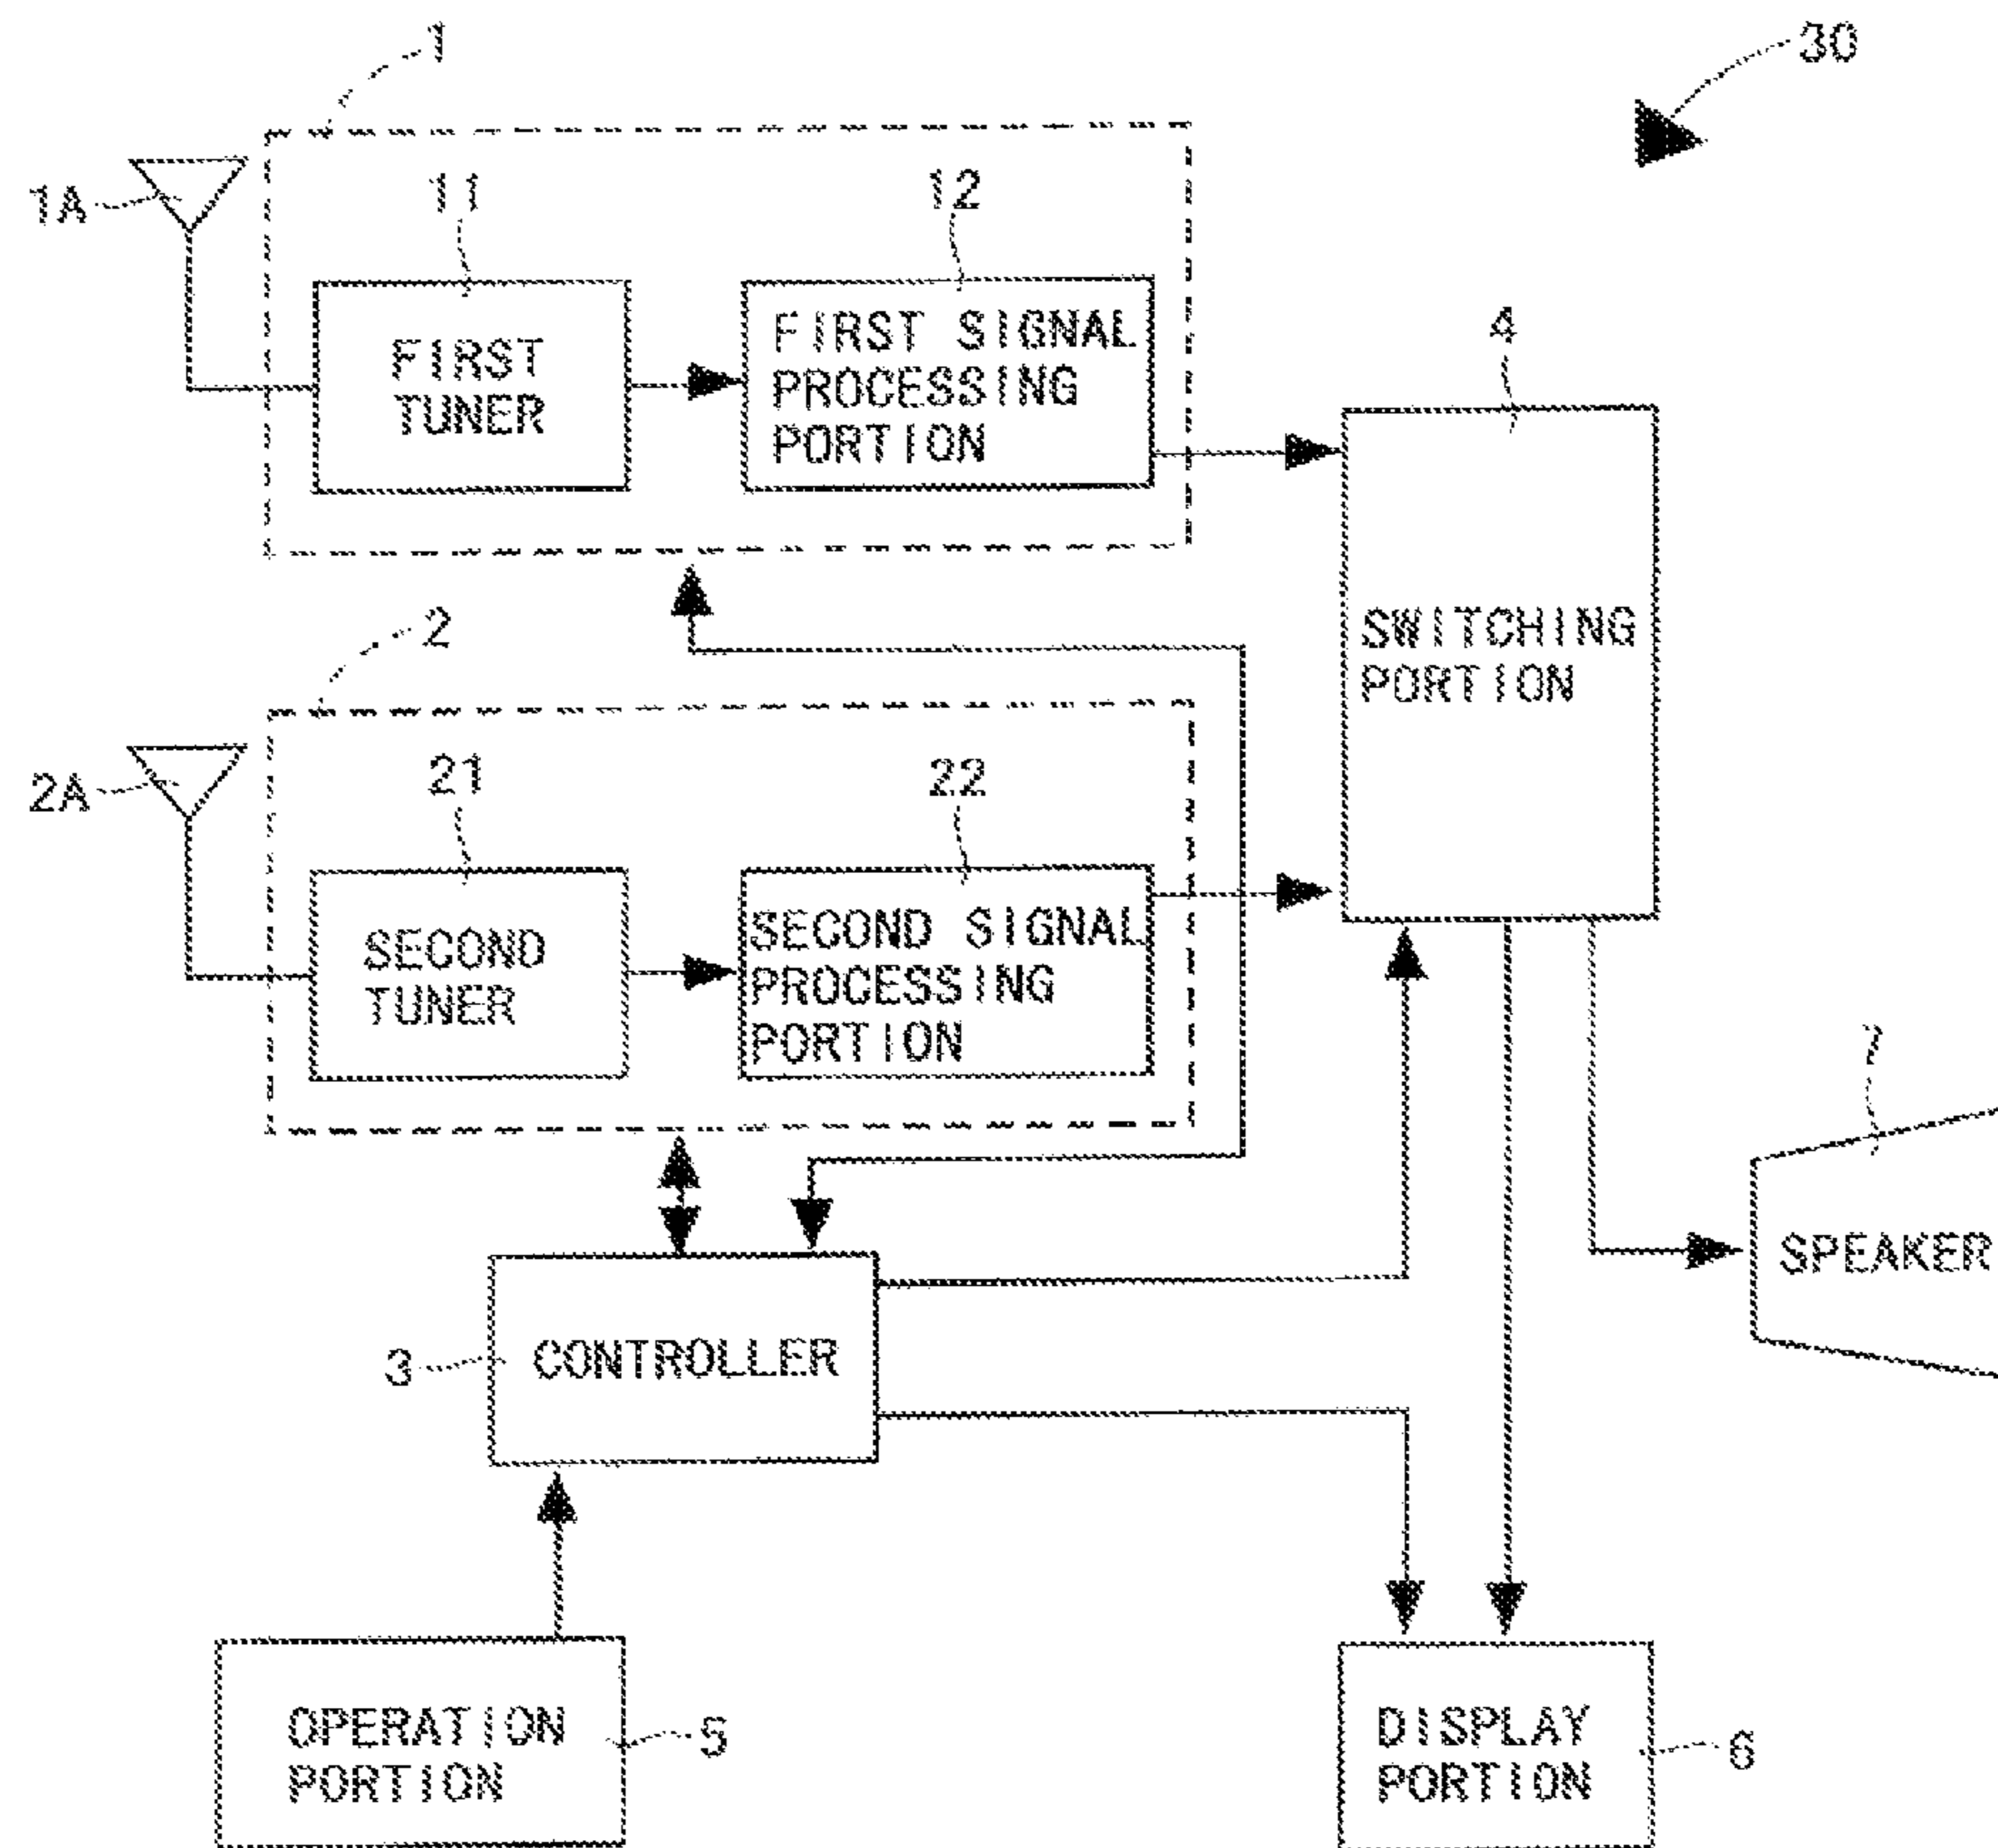 1
30
1A
11
12
FIRST
TUNER
FIRST SIGNAL
PROCESSING
PORTION
4
SWITCHING
PORTION
2
2A
21
22
SECOND
TUNER
SECOND SIGNAL
PROCESSING
PORTION
7
SPEAKER
3
CONTROLLER
OPERATION
PORTION
5
DISPLAY
PORTION
6